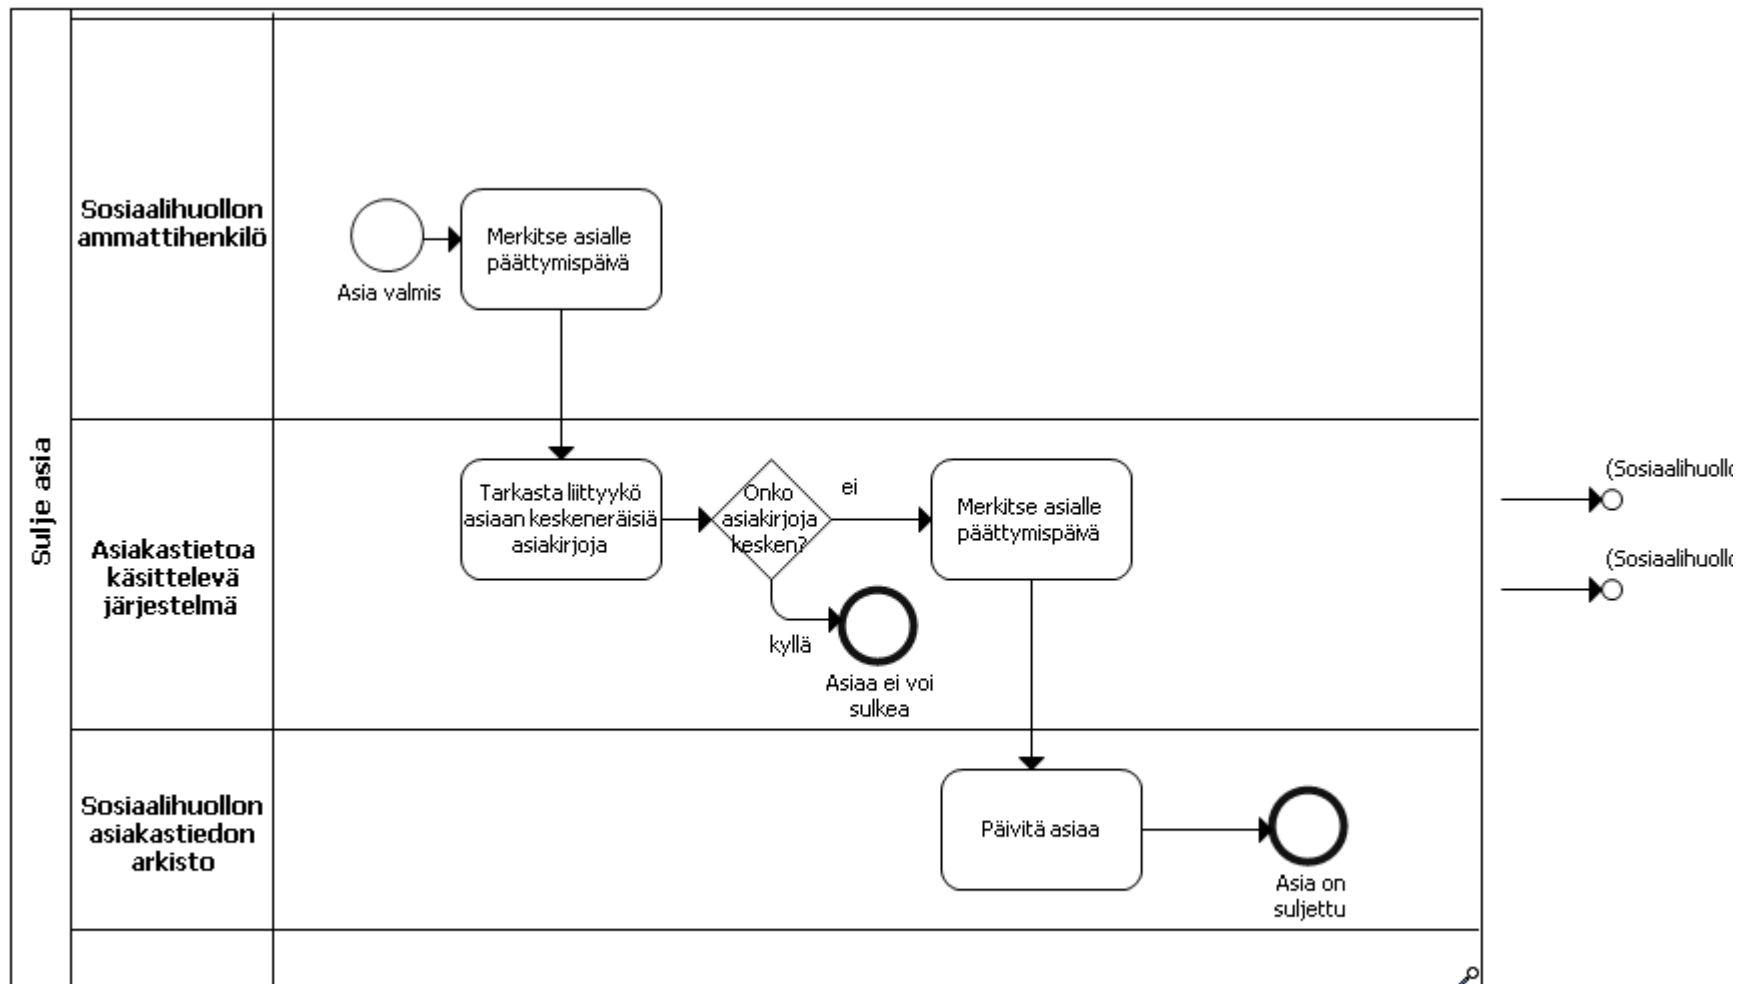 Sulje asia
Sosiaalihuollon
ammattihenkilö
Asia valmis
Merkitse asialle
päättymispäivä
Asiakastietoa
käsittelevä
järjestelmä
Tarkasta liittyykö
asiaan keskeneräisiä
asiakirjoja
Onko
asiakirjoja
kesken?
ei
kyllä
Merkitse asialle
päättymispäivä
Asiaa ei voi
sulkea
Sosiaalihuollon
asiakastiedon
arkisto
Päivitä asiaa
Asia on
suljettu
(Sosiaalihuollo
(Sosiaalihuollo